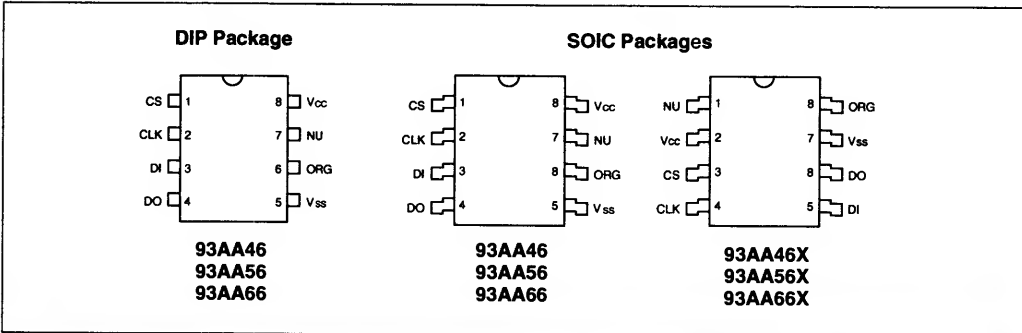 DIP Package
SOIC Packages
CS 1 8 Vcc
CLK 2 7 NU
DI 3 6 ORG
DO 4 5 Vss
93AA46
93AA56
93AA66
CS 1 8 Vcc
CLK 2 7 NU
DI 3 8 ORG
DO 4 5 Vss
93AA46
93AA56
93AA66
NU 1 8 ORG
Vcc 2 7 Vss
CS 3 8 DO
CLK 4 5 DI
93AA46X
93AA56X
93AA66X